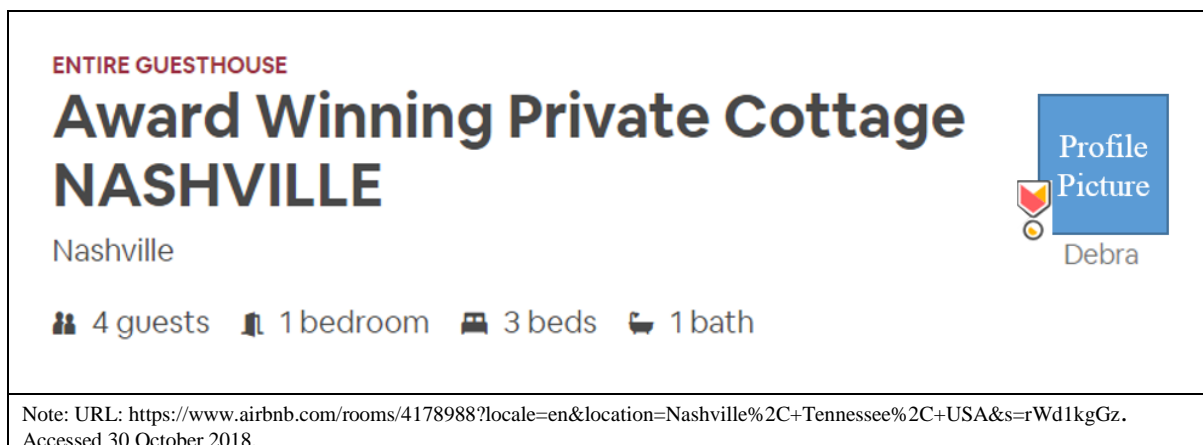 ENTIRE GUESTHOUSE
Award Winning Private Cottage
NASHVILLE
Profile
Picture
Nashville
Debra
4 guests 1 bedroom 3 beds 1 bath
Note: URL: https://www.airbnb.com/rooms/4178988?locale=en&location=Nashville%2C+Tennessee%2C+USA&s=rWd1kgGz.
Accessed 30 October 2018